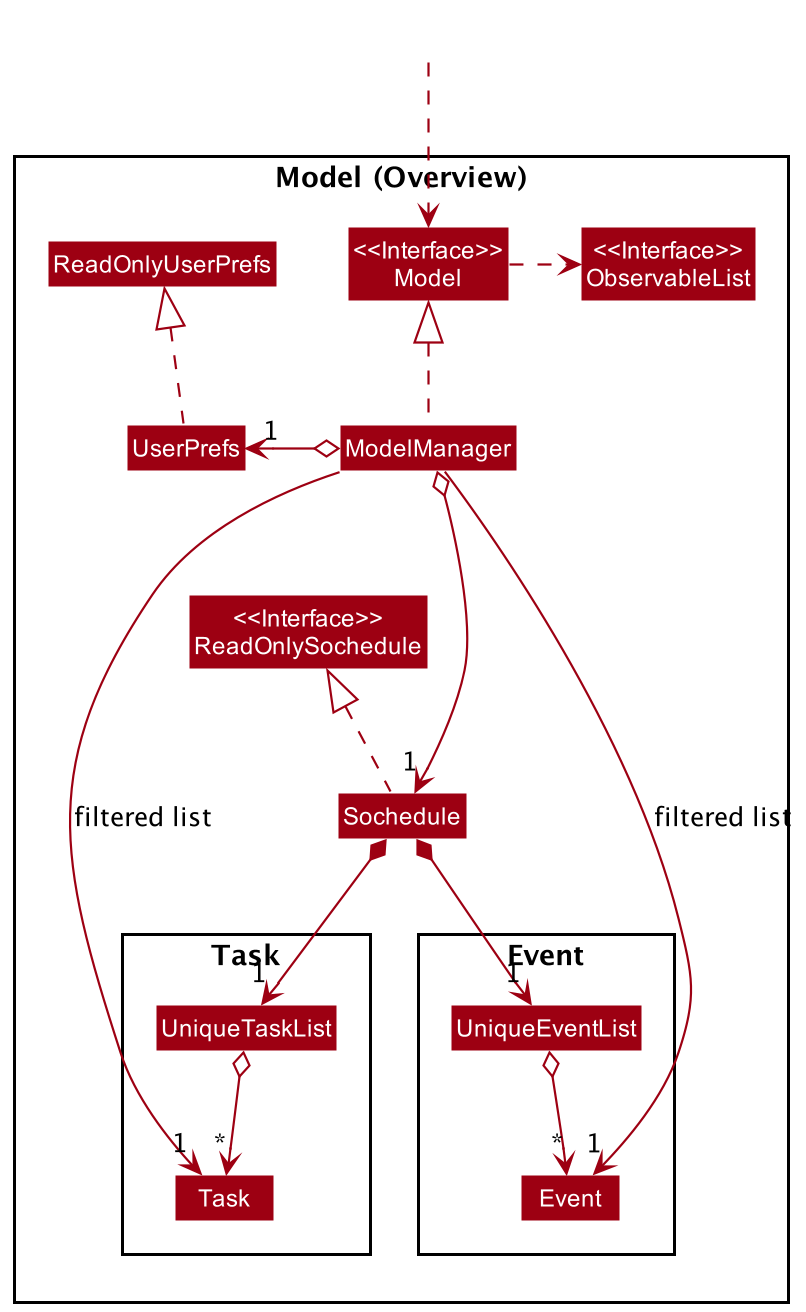 Model (Overview)
<<Interface>>
Model
<<Interface>>
ObservableList
ReadOnlyUserPrefs
UserPrefs
1
ModelManager
<<Interface>>
ReadOnlySochedule
1
Sochedule
filtered list
filtered list
Task
1
Event
1
UniqueTaskList
UniqueEventList
1
*
*
1
Task
Event